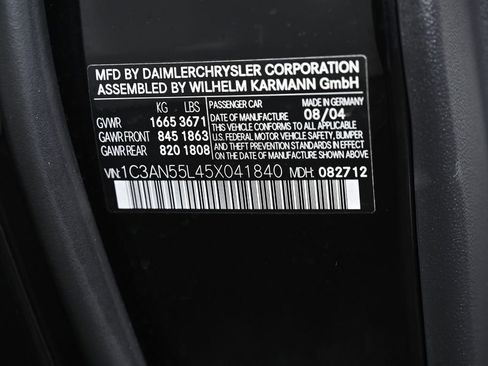 MFD BY DAIMLERCHRYSLER CORPORATION
ASSEMBLED BY WILHELM KARMANN GmbH
KG LBS PASSENGER CAR MADE IN GERMANY
GVWR 1665 3671 DATE OF MANUFACTURE 08/04
GAWR FRONT 845 1863 THIS VEHICLE CONFORMS TO ALL APPLICABLE
GAWR REAR 820 1808 U.S. FEDERAL MOTOR VEHICLE SAFETY, BUMPER
AND THEFT PREVENTION STANDARDS IN EFFECT
ON THE DATE OF MANUFACTURE SHOWN ABOVE.
VIN: 1C3AN55L45X041840 MDH: 082712